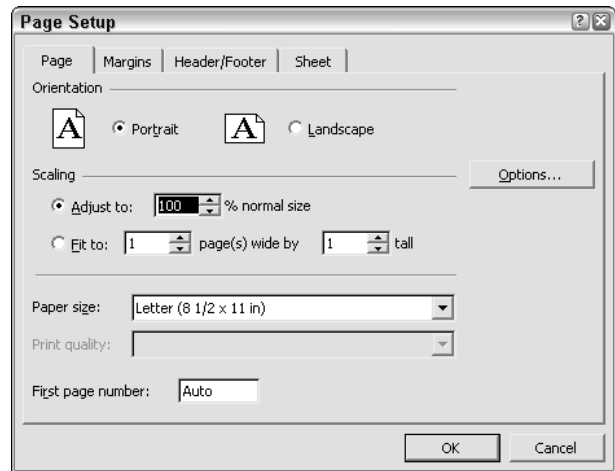 Page Setup
Page Margins Header/Footer Sheet
Orientation
A Portrait A Landscape
Scaling
Options...
Adjust to: 100 % normal size
Fit to: 1 page(s) wide by 1 tall
Paper size: Letter (8 1/2 x 11 in)
Print quality:
First page number: Auto
OK Cancel